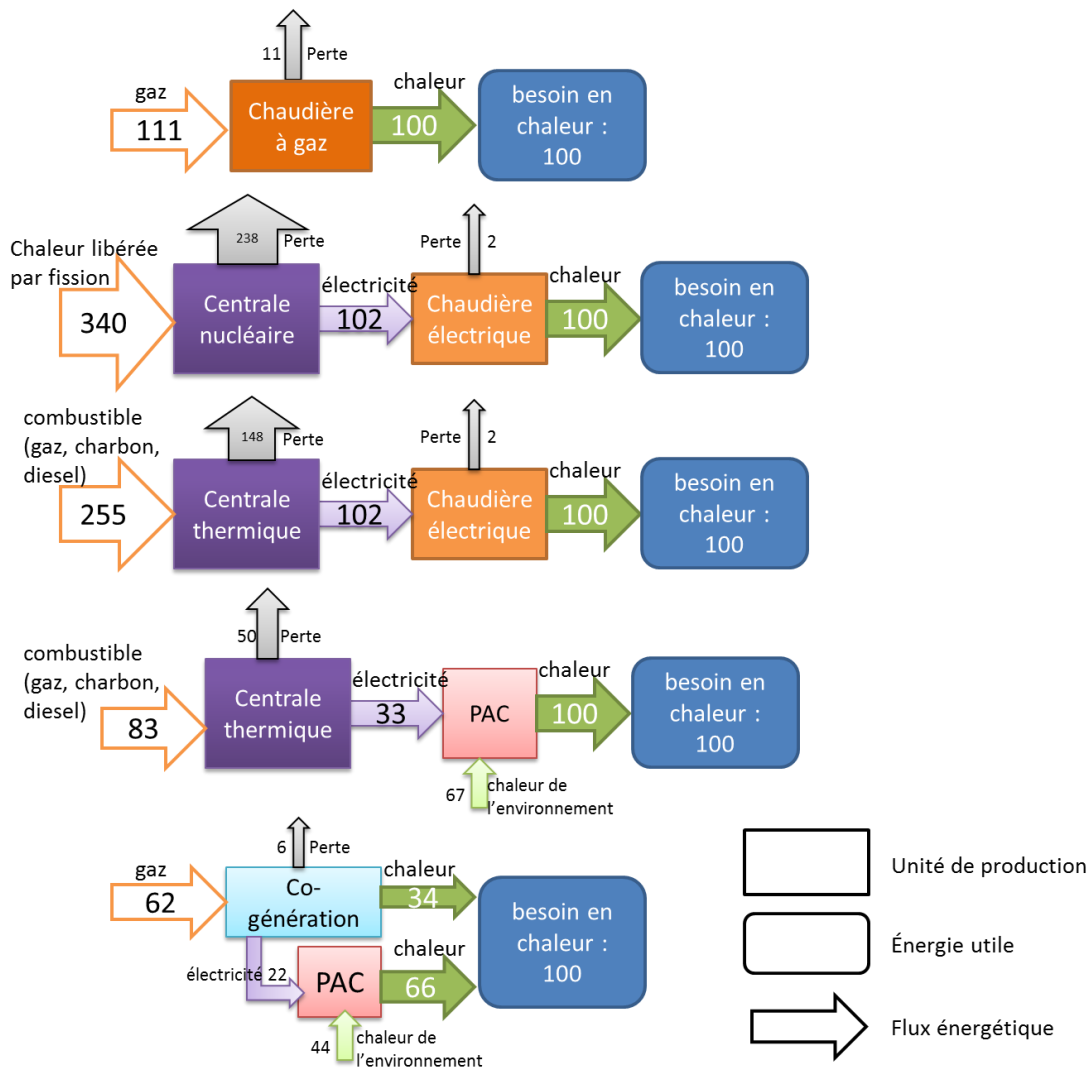 11 Perte
gaz
111
Chaudière
à gaz
chaleur
100
besoin en
chaleur :
100
Chaleur libérée
par fission
340
238 Perte
Centrale
nucléaire
électricité
102
Perte 2
Chaudière
électrique
chaleur
100
besoin en
chaleur :
100
combustible
(gaz, charbon,
diesel)
255
148 Perte
Centrale
thermique
électricité
102
Perte 2
Chaudière
électrique
chaleur
100
besoin en
chaleur :
100
combustible
(gaz, charbon,
diesel)
83
50 Perte
Centrale
thermique
électricité
33
PAC
67 chaleur de
l’environnement
chaleur
100
besoin en
chaleur :
100
gaz
62
6 Perte
Co-
génération
chaleur
34
électricité 22
PAC
44 chaleur de
l’environnement
chaleur
66
besoin en
chaleur :
100
Unité de production
Énergie utile
Flux énergétique